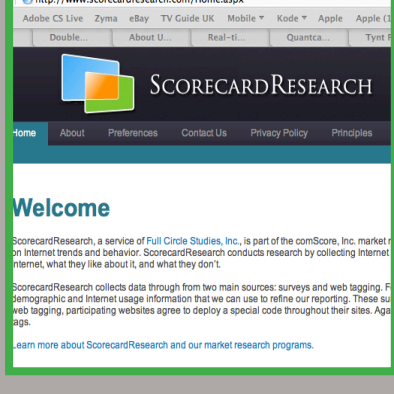 http://www.scorecardresearch.com/Home.aspx
Adobe CS Live Zyma eBay TV Guide UK Mobile Kode Apple Apple (1
Double... About U... Real-ti... Quantca... Tynt
SCORECARDRESEARCH
Home About Preferences Contact Us Privacy Policy Principles
Welcome
ScorecardResearch, a service of Full Circle Studies, Inc., is part of the comScore, Inc. market
on Internet trends and behavior. ScorecardResearch conducts research by collecting Internet
nternet, what they like about it, and what they don't.
ScorecardResearch collects data through from two main sources: surveys and web tagging. F
demographic and Internet usage information that we can use to refine our reporting. These su
web tagging, participating websites agree to deploy a special code throughout their sites. Aga
ags.
Learn more about ScorecardResearch and our market research programs.